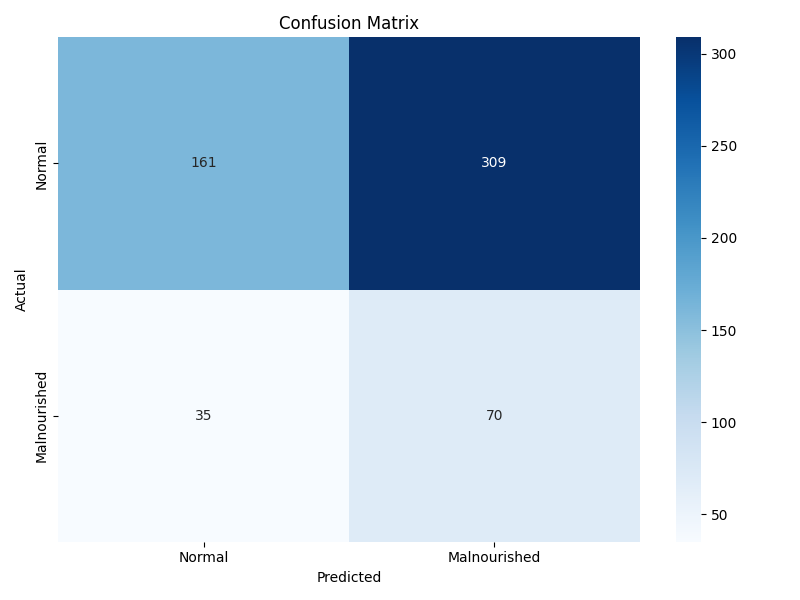 Confusion Matrix
Actual
Normal
Malnourished
161
309
35
70
Normal
Malnourished
Predicted
300
250
200
150
100
50